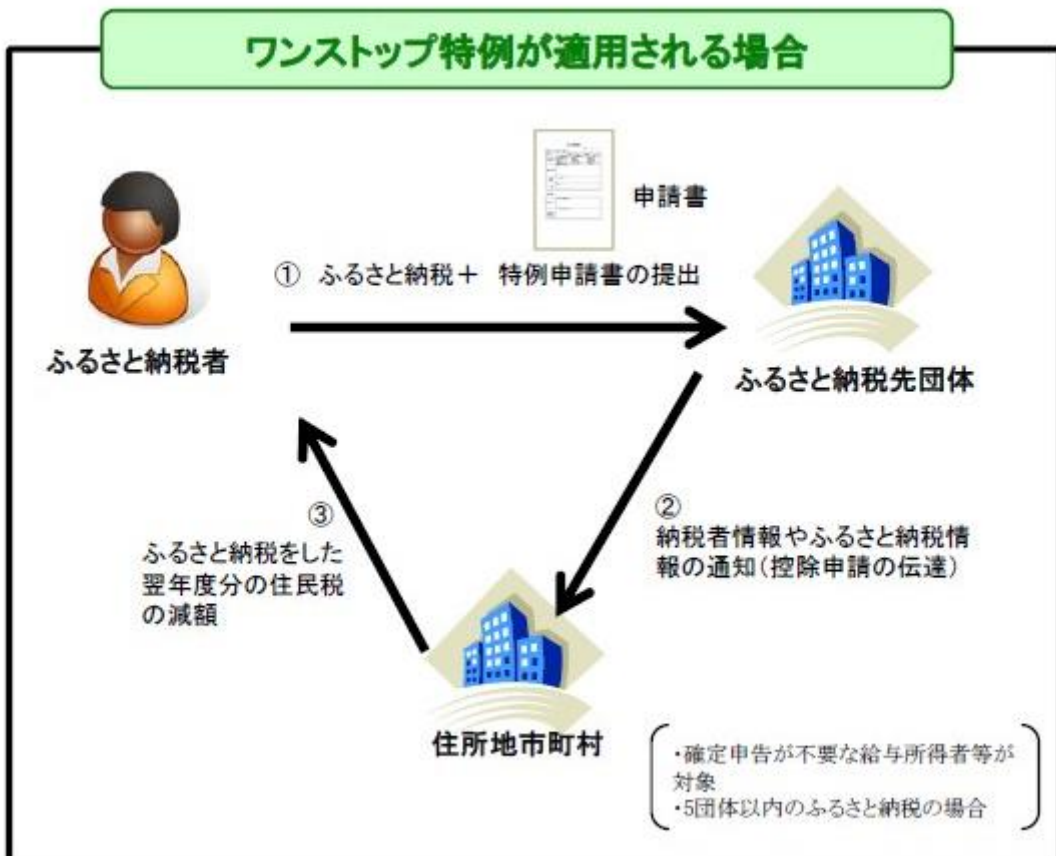 ワンストップ特例が適用される場合
申請書
① ふるさと納税＋ 特例申請書の提出
ふるさと納税者
ふるさと納税先団体
②
納税者情報やふるさと納税情
報の通知(控除申請の伝達)
③
ふるさと納税をした
翌年度分の住民税
の減額
住所地市町村
・確定申告が不要な給与所得者等が
対象
・5団体以内のふるさと納税の場合